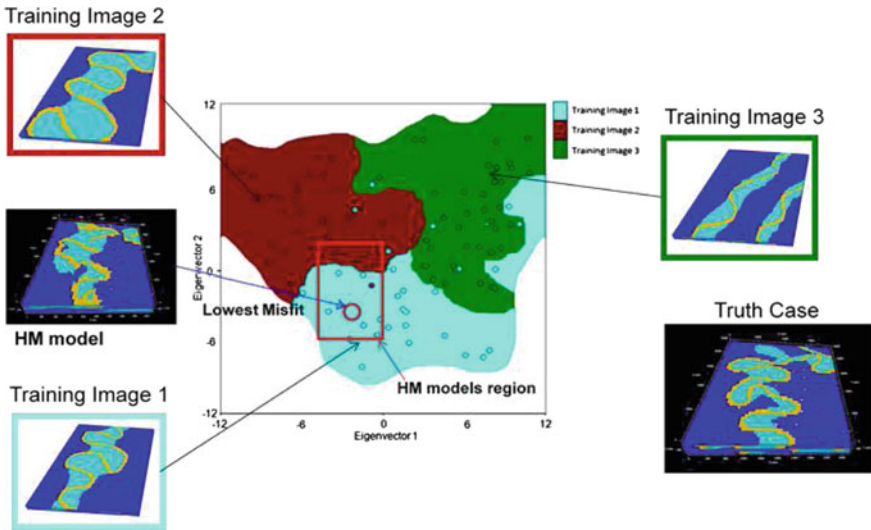 Training Image 2
12
Training Image 1
Training Image 2
Training Image 3
Training Image 3
6
Eigenvector 2
0
Lowest Misfit
HM model
Truth Case
-6
HM models region
Training Image 1
-12
-12
-6
0
6
12
Eigenvector 1